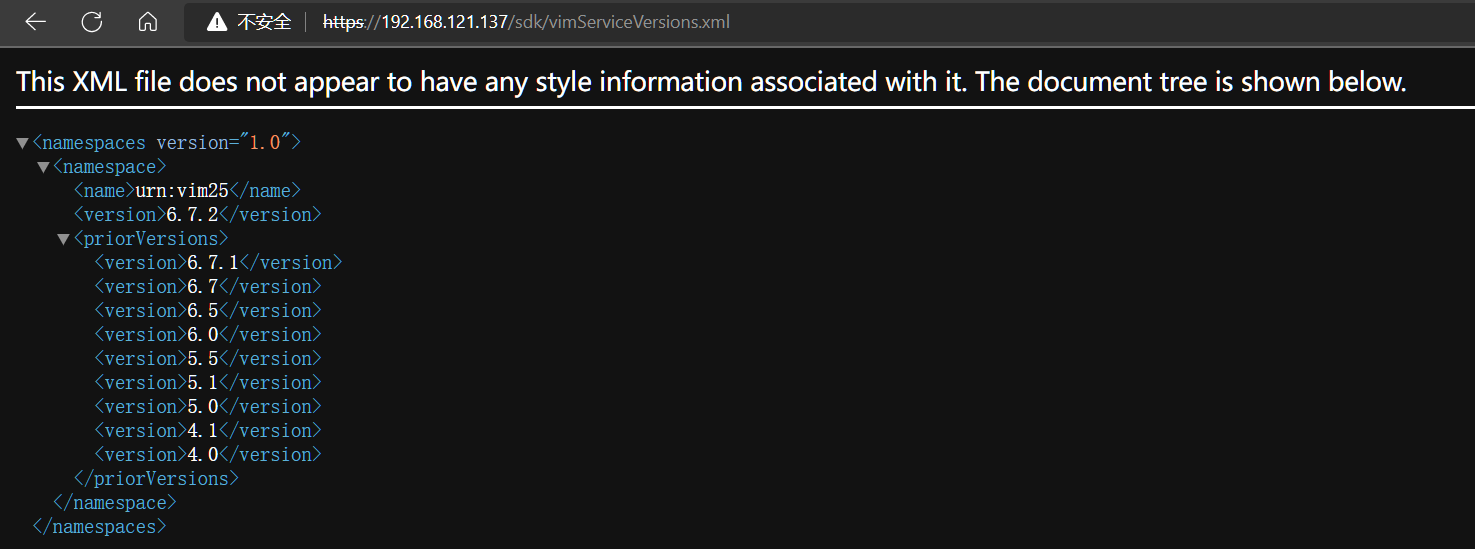 不安全 https://192.168.121.137/sdk/vimServiceVersions.xml
This XML file does not appear to have any style information associated with it. The document tree is shown below.
▼<namespaces version="1.0">
▼<namespace>
<name>urn:vim25</name>
<version>6.7.2</version>
▼<priorVersions>
<version>6.7.1</version>
<version>6.7</version>
<version>6.5</version>
<version>6.0</version>
<version>5.5</version>
<version>5.1</version>
<version>5.0</version>
<version>4.1</version>
<version>4.0</version>
</priorVersions>
</namespace>
</namespaces>